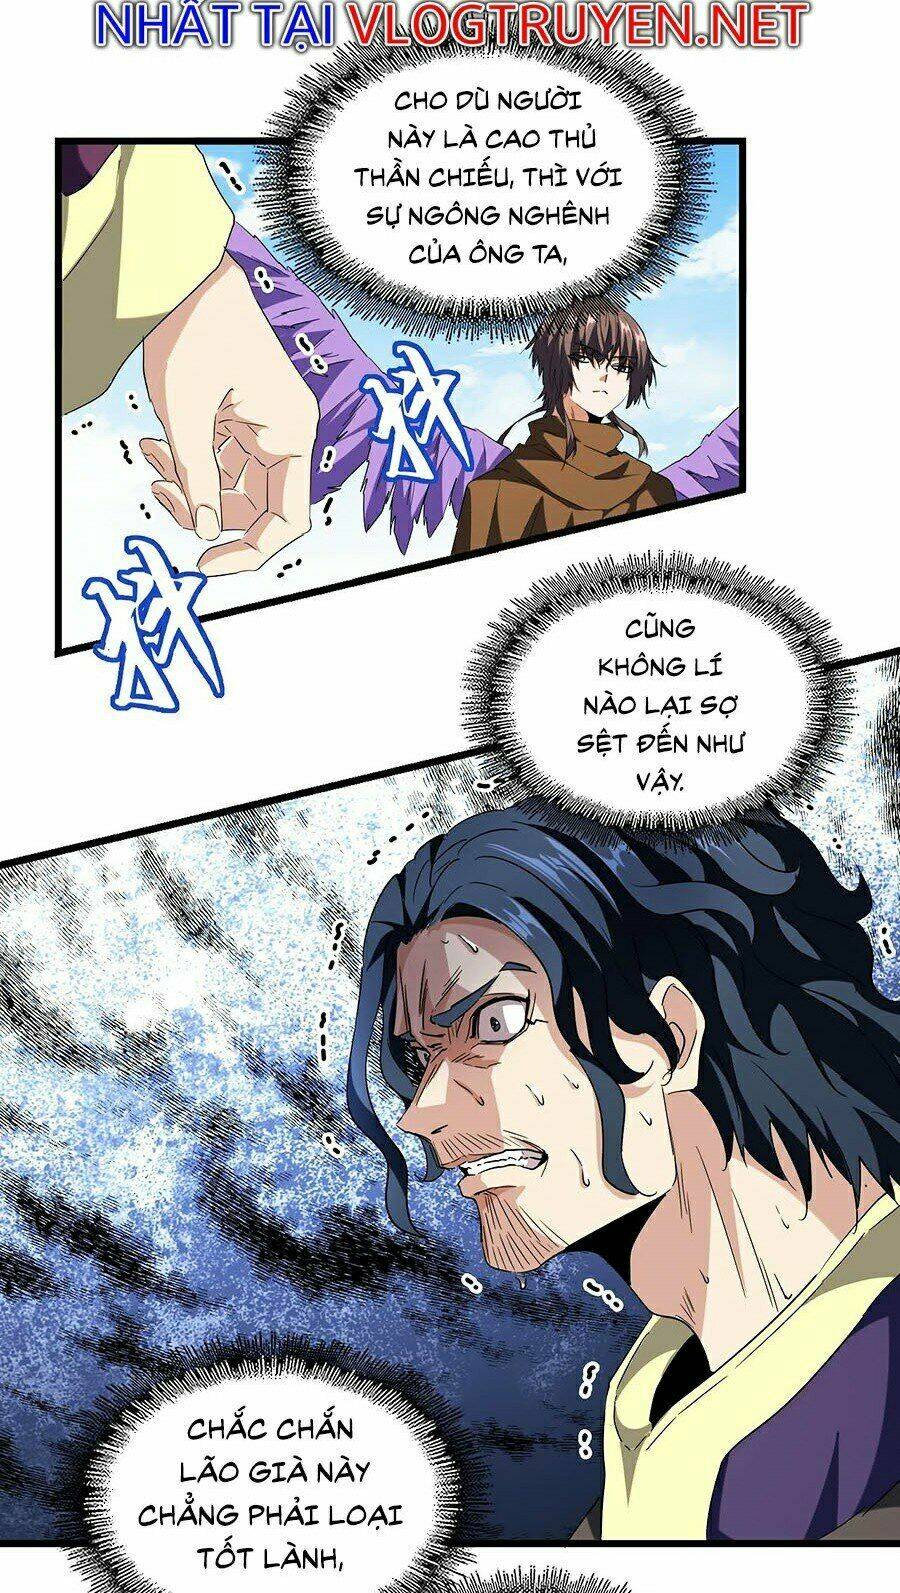 NHẤT TẠI VLOGTRUYEN.NET
CHO DÙ NGƯỜI
NÀY LÀ CAO THỦ
THẦN CHIẾU, THÌ VỚI
SỰ NGÔNG NGHÊNH
CỦA ÔNG TA,
CŨNG
KHÔNG LÍ
NÀO LẠI SỢ
SỆT ĐẾN NHƯ
VẬY.
CHẮC CHẮN
LÃO GIÀ NÀY
CHẲNG PHẢI LOẠI
TỐT LÀNH,